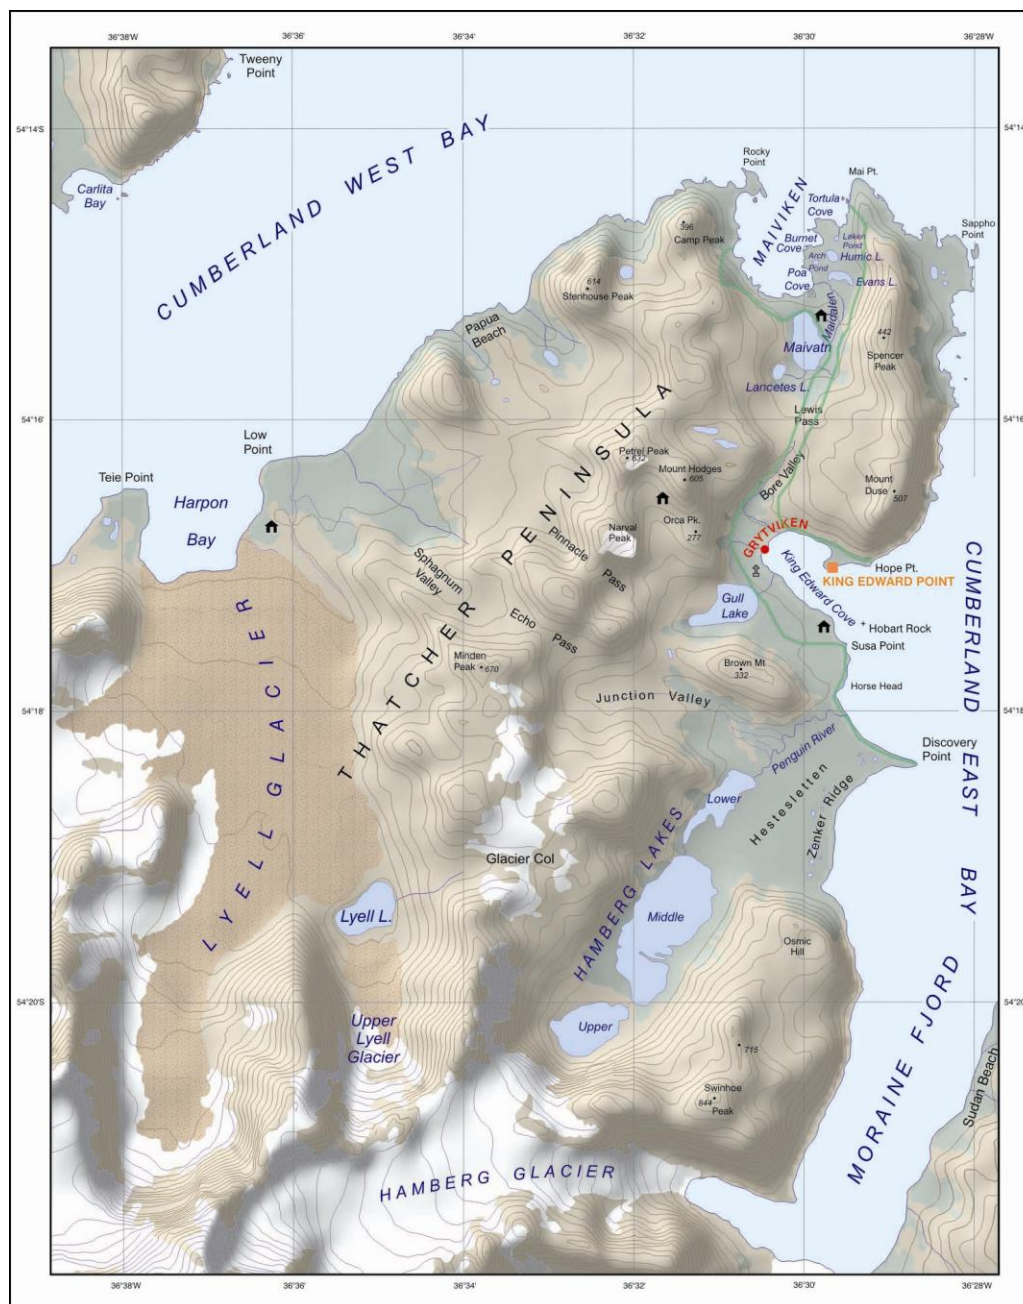 36°38'W
36°36'
36°34'
36°32'
36°30'
36°28'
Tweeny
Point
54°14'S
54°14'
CUMBERLAND WEST BAY
Carlita
Bay
Rocky
Point
Mai Pt.
MAIVIKEN
Tortula
Cove
Sappho
Point
396
Camp Peak
Burnet
Cove
Løken
Pond
Humic L.
Arch
Pond
Poa
Cove
Evans L.
614
Stenhouse Peak
Maidalen
Papua
Beach
Maivatn
442
Spencer
Peak
Lancetes L.
54°16'
54°16'
Lewis
Pass
Low
Point
Petrel Peak
632
Mount Hodges
605
Bore Valley
Teie Point
Mount
Duse
507
Harpon
Bay
Orca Pk.
277
Narval
Peak
GRYTVIKEN
Pinnacle
Pass
Sphagnum
Valley
Hope Pt.
KING EDWARD POINT
King Edward Cove
Gull
Lake
Echo
Pass
Hobart Rock
Susa Point
THATCHER PENINSULA
Minden
Peak
670
Brown Mt
332
Horse Head
Junction Valley
54°18'
54°18'
CUMBERLAND EAST BAY
Discovery
Point
Penguin River
LYELL GLACIER
Lower
Hestesletten
Zenker Ridge
Glacier Col
HAMBERG LAKES
Lyell L.
Middle
Osmic
Hill
54°20'S
54°20'
Upper
Upper
Lyell
Glacier
715
MORAINE FJORD
Sudan Beach
Swinhoe
Peak
844
HAMBERG GLACIER
36°38'W
36°36'
36°34'
36°32'
36°30'
36°28'